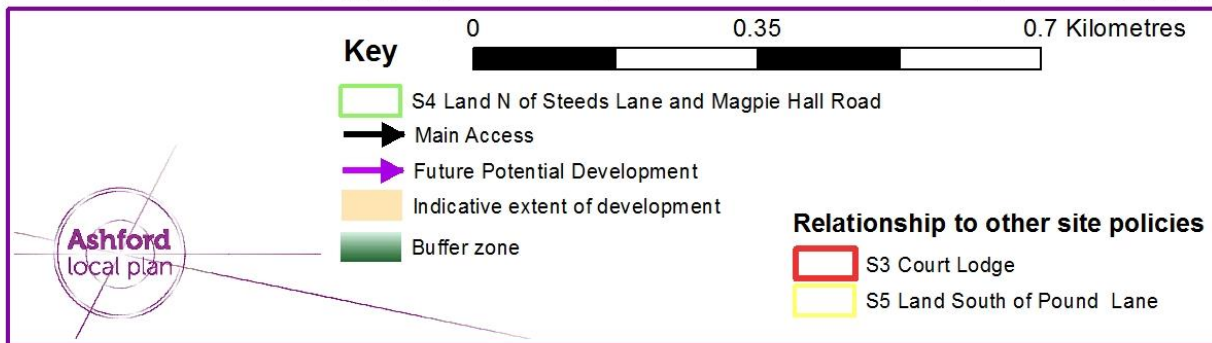 0 0.35 0.7 Kilometres
Key
S4 Land N of Steeds Lane and Magpie Hall Road
Main Access
Future Potential Development
Indicative extent of development
Buffer zone
Ashford
local plan
Relationship to other site policies
S3 Court Lodge
S5 Land South of Pound Lane